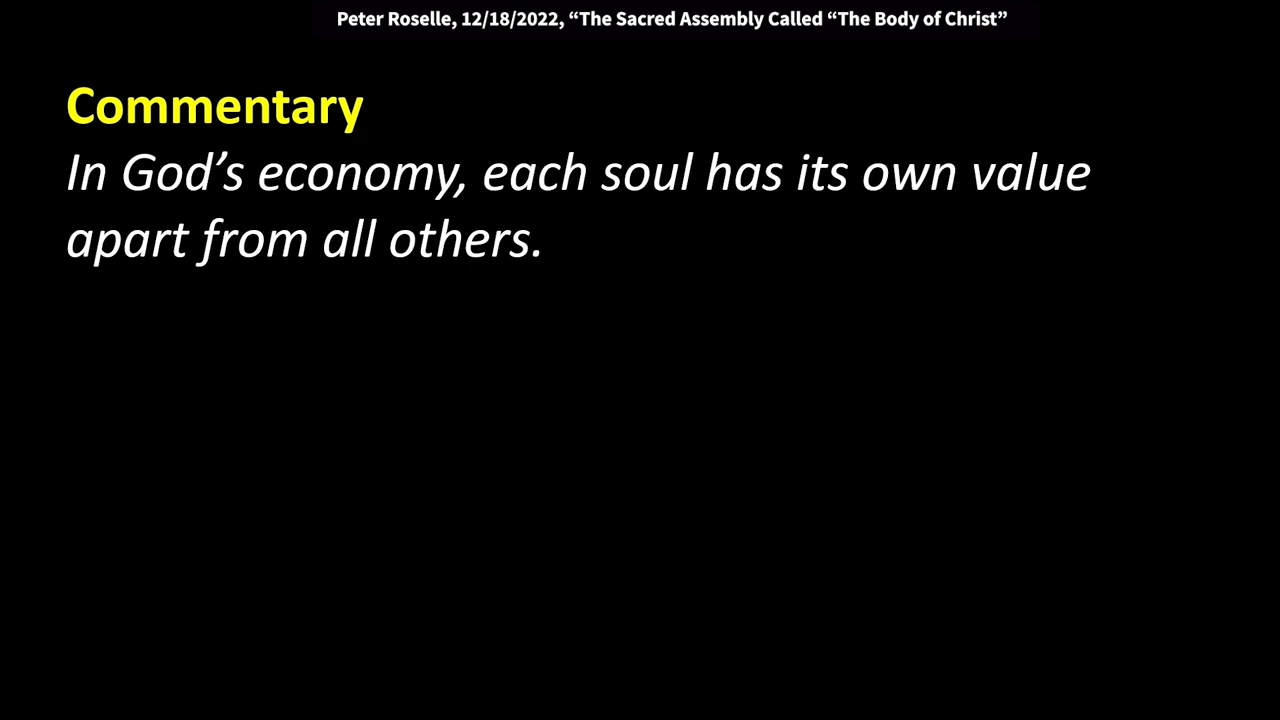 Peter Roselle, 12/18/2022, “The Sacred Assembly Called “The Body of Christ”
Commentary
In God’s economy, each soul has its own value
apart from all others.